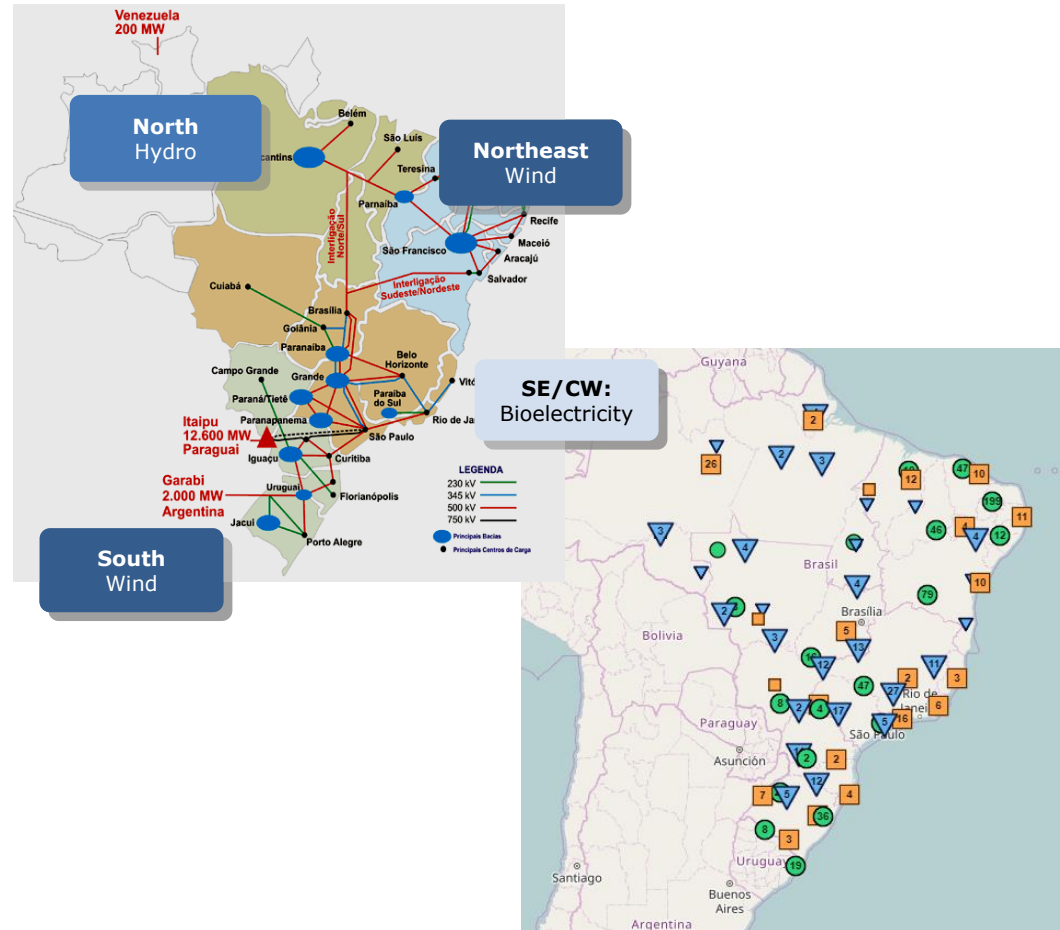 Venezuela
200 MW
North
Hydro
Belém
São Luís
Teresina
Northeast
Wind
Parnaíba
Recife
Maceió
Aracajú
São Francisco
Salvador
Interligação
Norte/Sul
Interligação
Sudeste/Nordeste
Cuiabá
Brasília
Goiânia
Paranaíba
Belo
Horizonte
Campo Grande
Grande
Paraná/Tietê
Paraíba
do Sul
Paranapanema
São Paulo
Itaipu
12.600 MW
Paraguai
Iguaçu
Curitiba
Garabi
2.000 MW
Argentina
Uruguai
Florianópolis
Jacui
Porto Alegre
LEGENDA
230 kV
345 kV
500 kV
750 kV
Principais Bacias
Principais Centros de Carga
South
Wind
SE/CW:
Bioelectricity
Guyana
2
26
2
3
12
47
10
199
11
46
4
4
12
3
4
Brasil
4
79
10
2
Brasília
5
Bolivia
3
13
12
11
47
2
3
27
Rio de
6
8
2
4
17
16
5
São Paulo
Paraguay
Asunción
2
2
12
7
5
4
36
8
3
Uruguay
19
Santiago
Buenos
Aires
Argentina